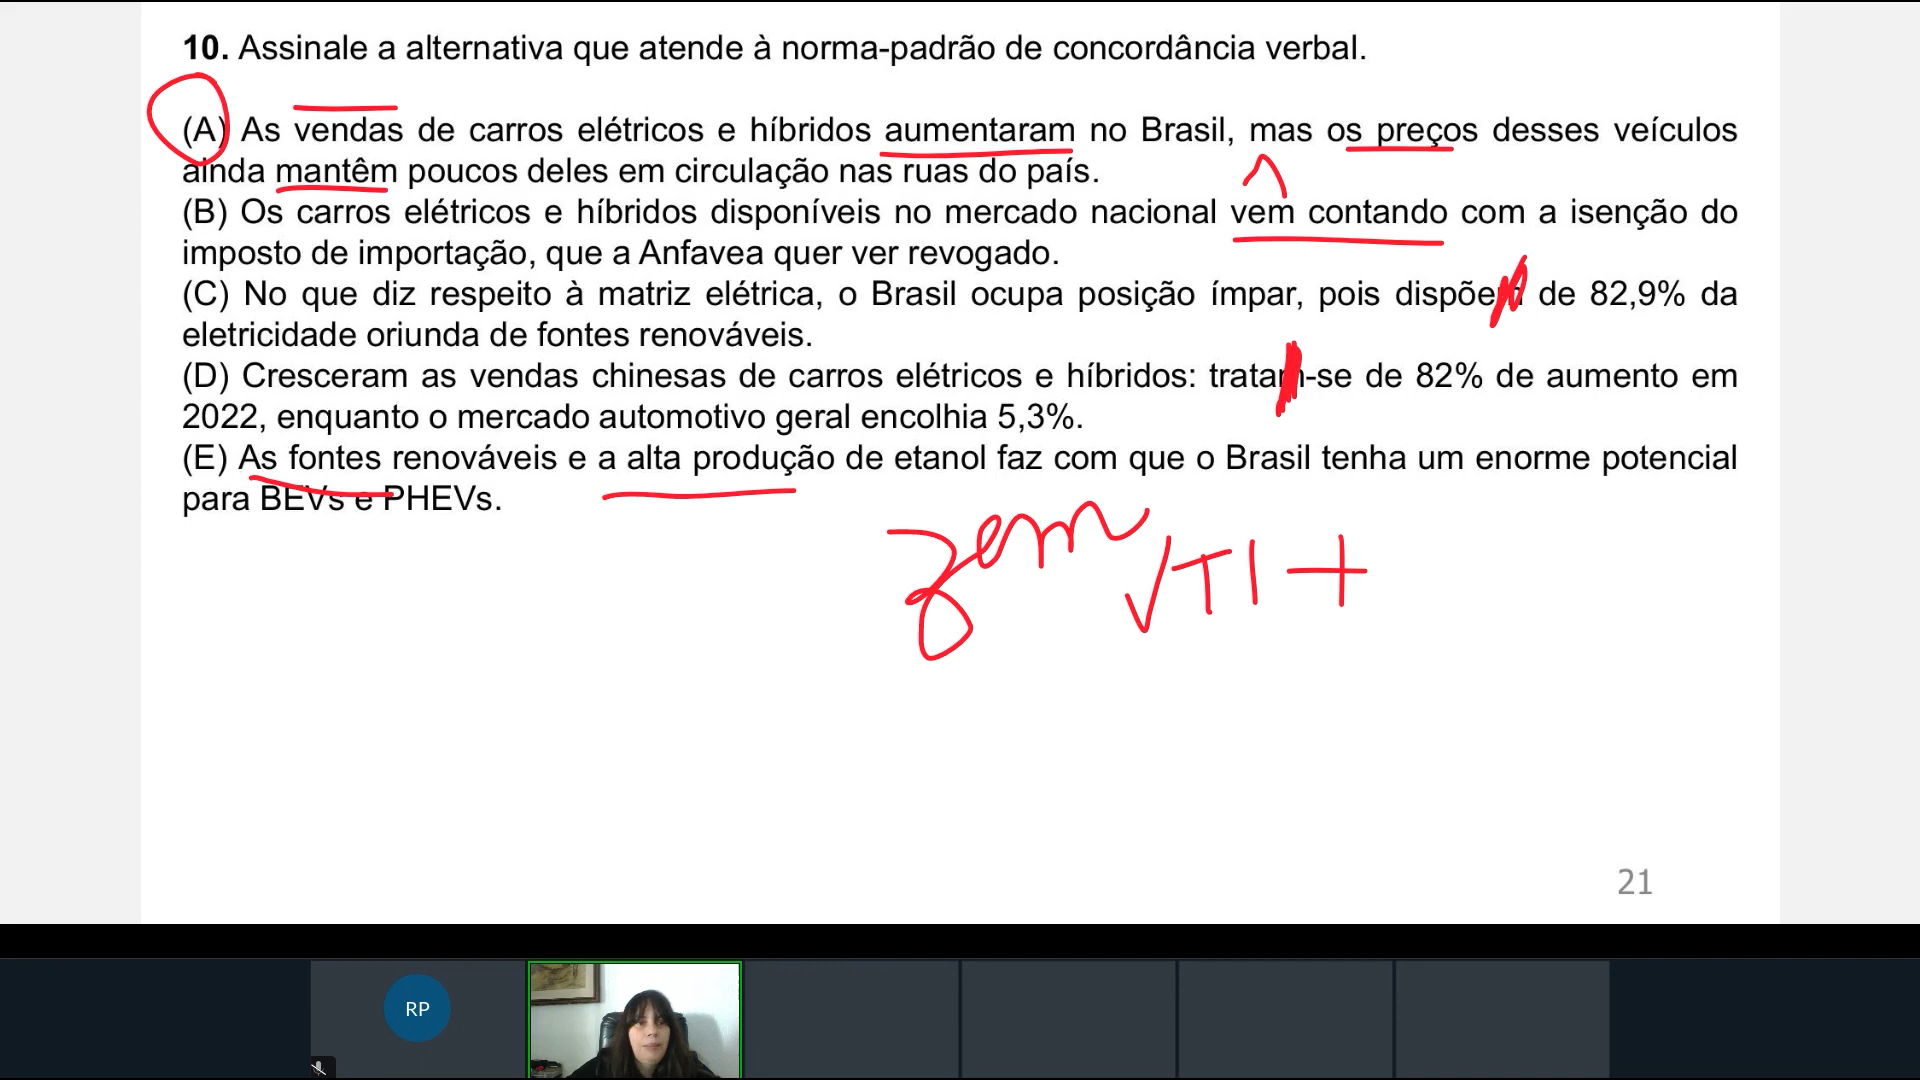 10. Assinale a alternativa que atende à norma-padrão de concordância verbal.
(A) As vendas de carros elétricos e híbridos aumentaram no Brasil, mas os preços desses veículos
ainda mantêm poucos deles em circulação nas ruas do país.
(B) Os carros elétricos e híbridos disponíveis no mercado nacional vem contando com a isenção do
imposto de importação, que a Anfavea quer ver revogado.
(C) No que diz respeito à matriz elétrica, o Brasil ocupa posição ímpar, pois dispõem de 82,9% da
eletricidade oriunda de fontes renováveis.
(D) Cresceram as vendas chinesas de carros elétricos e híbridos: tratam-se de 82% de aumento em
2022, enquanto o mercado automotivo geral encolhia 5,3%.
(E) As fontes renováveis e a alta produção de etanol faz com que o Brasil tenha um enorme potencial
para BEVs e PHEVs.
zem
VTI +
21
RP